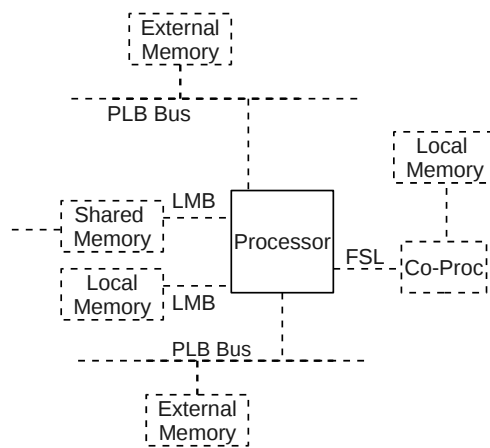 External
Memory
PLB Bus
Local
Memory
LMB
Shared
Memory
Processor
FSL
Co-Proc
Local
Memory
LMB
PLB Bus
External
Memory